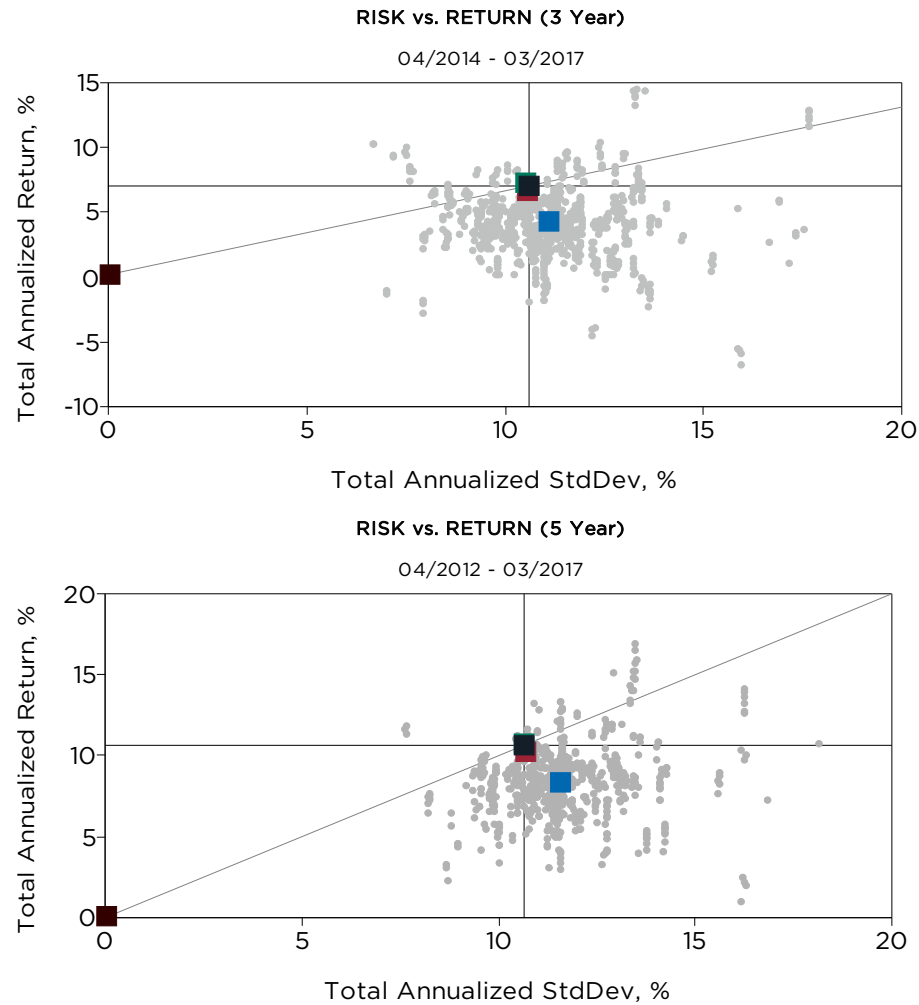 RISK vs. RETURN (3 Year)
04/2014 - 03/2017
Total Annualized Return, %
15
10
5
0
-5
-10
0
5
10
15
20
Total Annualized StdDev, %
RISK vs. RETURN (5 Year)
04/2012 - 03/2017
Total Annualized Return, %
20
15
10
5
0
0
5
10
15
20
Total Annualized StdDev, %